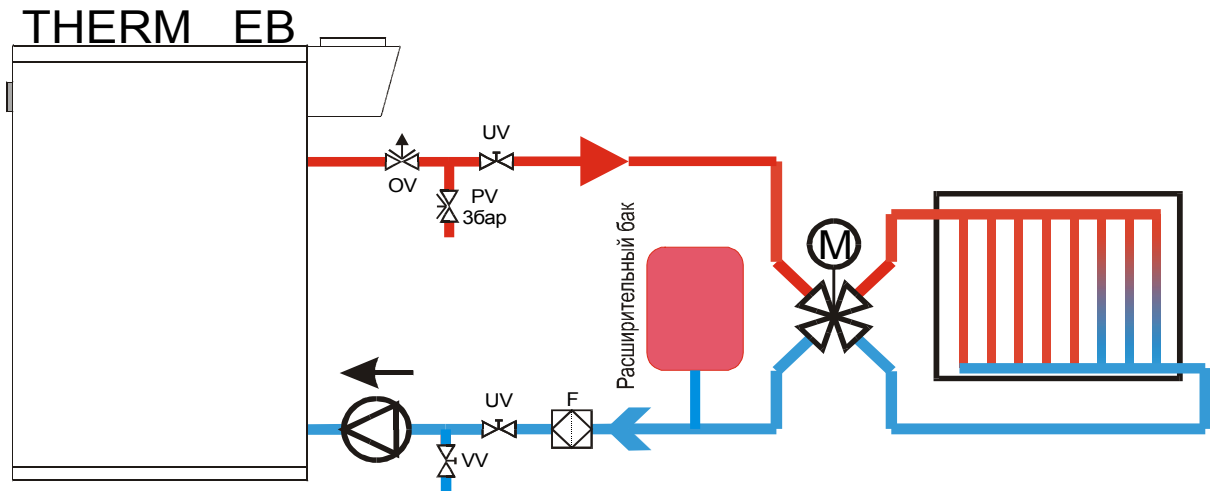 THERM EB
UV
OV
PV
3бар
Расширительный бак
M
UV
F
VV